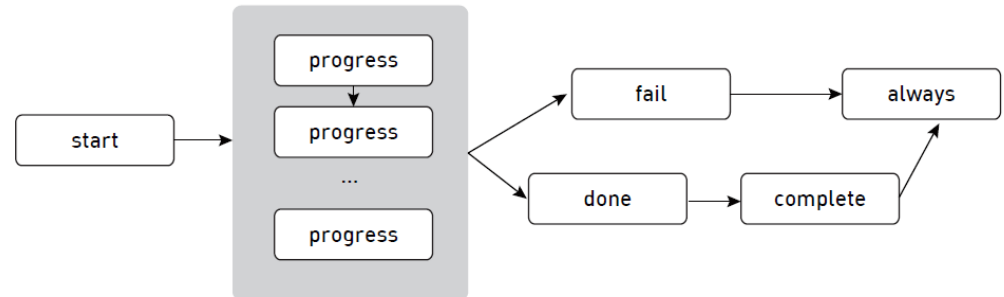 start
progress
progress
...
progress
fail
always
done
complete